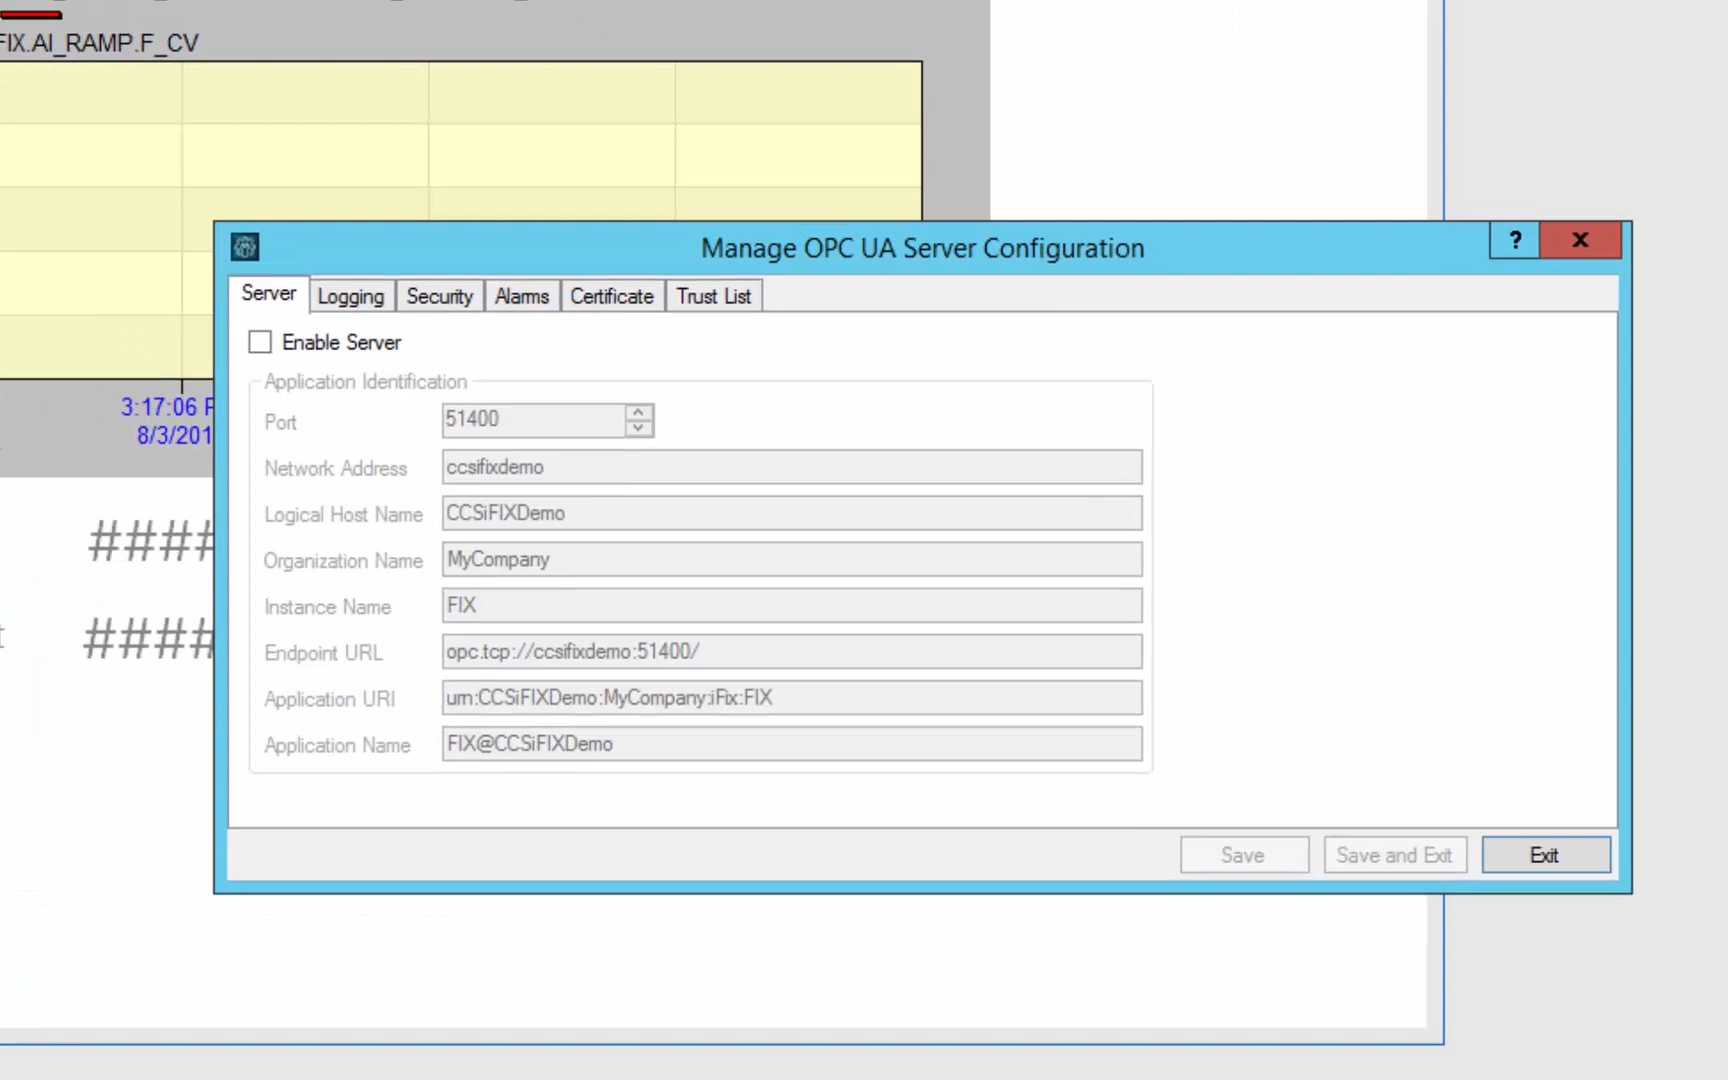 FIX.AI_RAMP.F_CV
Manage OPC UA Server Configuration
?
Server
Logging
Security
Alarms
Certificate
Trust List
Enable Server
Application Identification
Port
51400
Network Address
ccsifixdemo
Logical Host Name
CCSiFIXDemo
Organization Name
MyCompany
Instance Name
FIX
Endpoint URL
opc.tcp://ccsifixdemo:51400/
Application URI
urn:CCSiFIXDemo:MyCompany:iFix:FIX
Application Name
FIX@CCSiFIXDemo
Save
Save and Exit
Exit
3:17:06
8/3/201
####
t
####